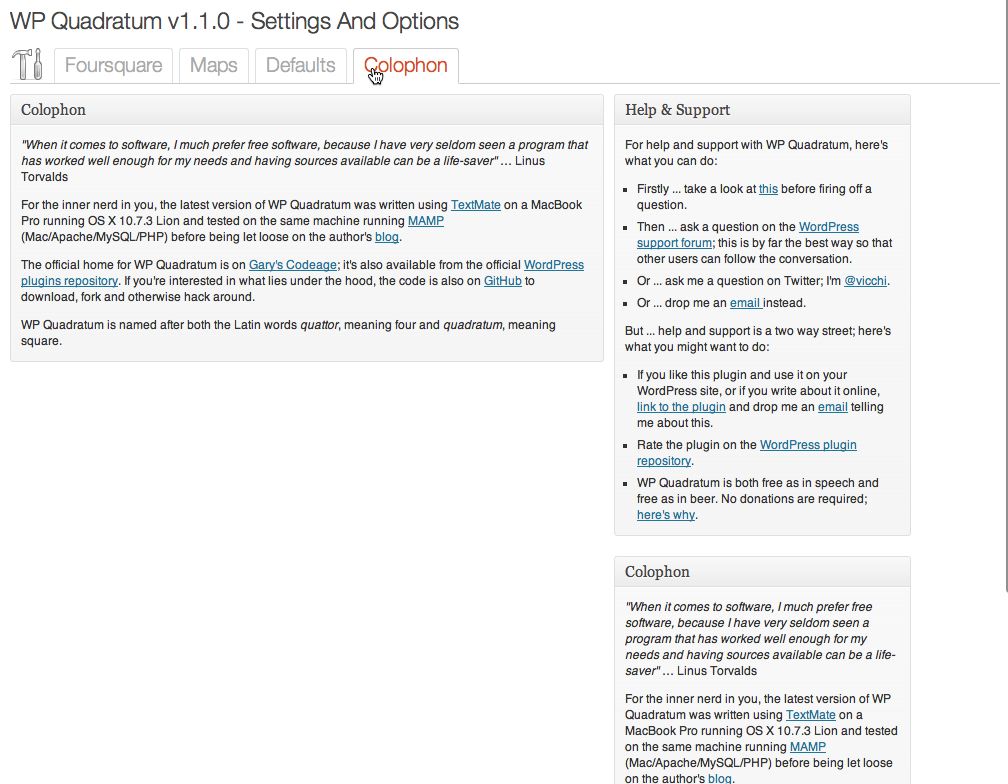 WP Quadratum v1.1.0 - Settings And Options
Foursquare
Maps
Defaults
Colophon
Colophon
"When it comes to software, I much prefer free software, because I have very seldom seen a program that
has worked well enough for my needs and having sources available can be a life-saver" … Linus
Torvalds
For the inner nerd in you, the latest version of WP Quadratum was written using TextMate on a MacBook
Pro running OS X 10.7.3 Lion and tested on the same machine running MAMP
(Mac/Apache/MySQL/PHP) before being let loose on the author's blog.
The official home for WP Quadratum is on Gary's Codeage; it's also available from the official WordPress
plugins repository. If you're interested in what lies under the hood, the code is also on GitHub to
download, fork and otherwise hack around.
WP Quadratum is named after both the Latin words quattor, meaning four and quadratum, meaning
square.
Help & Support
For help and support with WP Quadratum, here's
what you can do:
Firstly ... take a look at this before firing off a
question.
Then ... ask a question on the WordPress
support forum; this is by far the best way so that
other users can follow the conversation.
Or ... ask me a question on Twitter; I'm @vicchi.
Or ... drop me an email instead.
But ... help and support is a two way street; here's
what you might want to do:
If you like this plugin and use it on your
WordPress site, or if you write about it online,
link to the plugin and drop me an email telling
me about this.
Rate the plugin on the WordPress plugin
repository.
WP Quadratum is both free as in speech and
free as in beer. No donations are required;
here's why.
Colophon
"When it comes to software, I much prefer free
software, because I have very seldom seen a
program that has worked well enough for my
needs and having sources available can be a life-
saver" … Linus Torvalds
For the inner nerd in you, the latest version of WP
Quadratum was written using TextMate on a
MacBook Pro running OS X 10.7.3 Lion and tested
on the same machine running MAMP
(Mac/Apache/MySQL/PHP) before being let loose
on the author's blog.